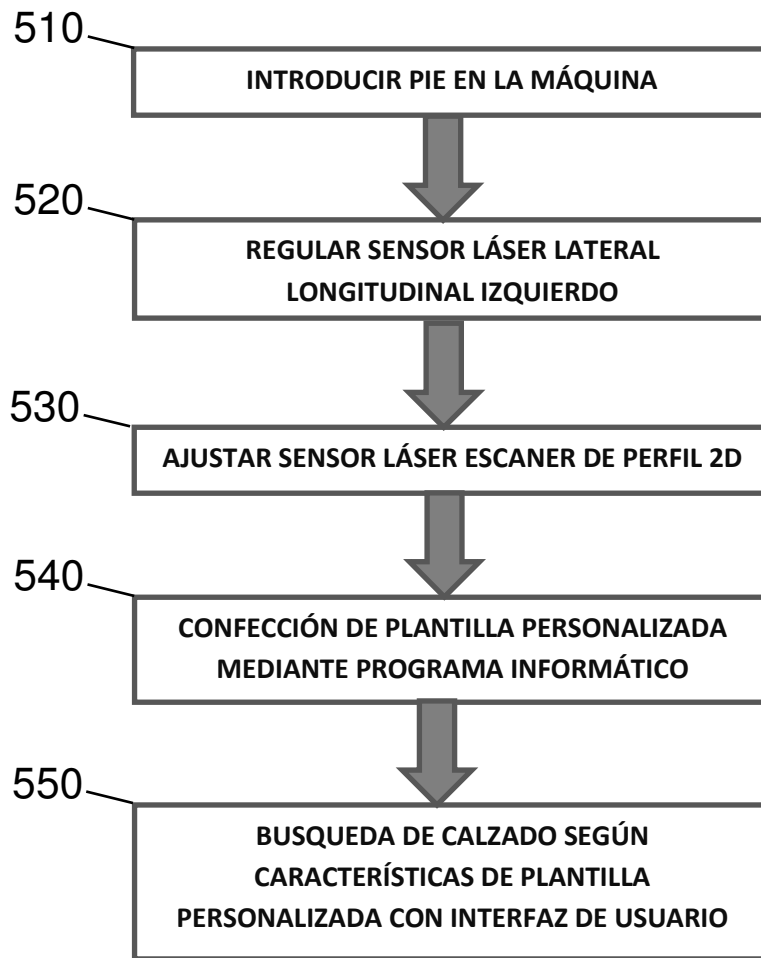 510
INTRODUCIR PIE EN LA MÁQUINA
520
REGULAR SENSOR LÁSER LATERAL
LONGITUDINAL IZQUIERDO
530
AJUSTAR SENSOR LÁSER ESCANER DE PERFIL 2D
540
CONFECCIÓN DE PLANTILLA PERSONALIZADA
MEDIANTE PROGRAMA INFORMÁTICO
550
BUSQUEDA DE CALZADO SEGÚN
CARACTERÍSTICAS DE PLANTILLA
PERSONALIZADA CON INTERFAZ DE USUARIO